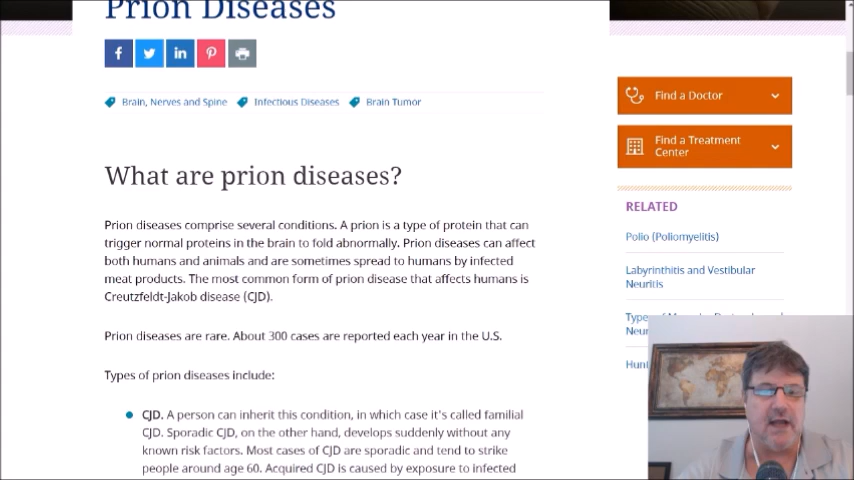 Prion Diseases
Brain, Nerves and Spine
Infectious Diseases
Brain Tumor
Find a Doctor
Find a Treatment
Center
What are prion diseases?
RELATED
Prion diseases comprise several conditions. A prion is a type of protein that can
trigger normal proteins in the brain to fold abnormally. Prion diseases can affect
both humans and animals and are sometimes spread to humans by infected
meat products. The most common form of prion disease that affects humans is
Creutzfeldt-Jakob disease (CJD).
Polio (Poliomyelitis)
Labyrinthitis and Vestibular
Neuritis
Prion diseases are rare. About 300 cases are reported each year in the U.S.
Types of prion diseases include:
CJD. A person can inherit this condition, in which case it's called familial
CJD. Sporadic CJD, on the other hand, develops suddenly without any
known risk factors. Most cases of CJD are sporadic and tend to strike
people around age 60. Acquired CJD is caused by exposure to infected